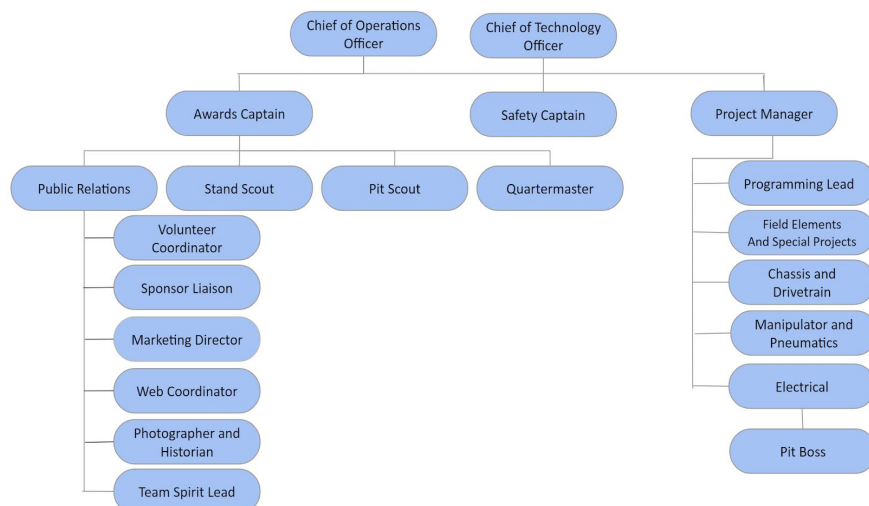 Chief of Operations
Officer
Chief of Technology
Officer
Awards Captain
Safety Captain
Project Manager
Public Relations
Stand Scout
Pit Scout
Quartermaster
Volunteer
Coordinator
Sponsor Liaison
Marketing Director
Web Coordinator
Photographer and
Historian
Team Spirit Lead
Programming Lead
Field Elements
And Special Projects
Chassis and
Drivetrain
Manipulator and
Pneumatics
Electrical
Pit Boss